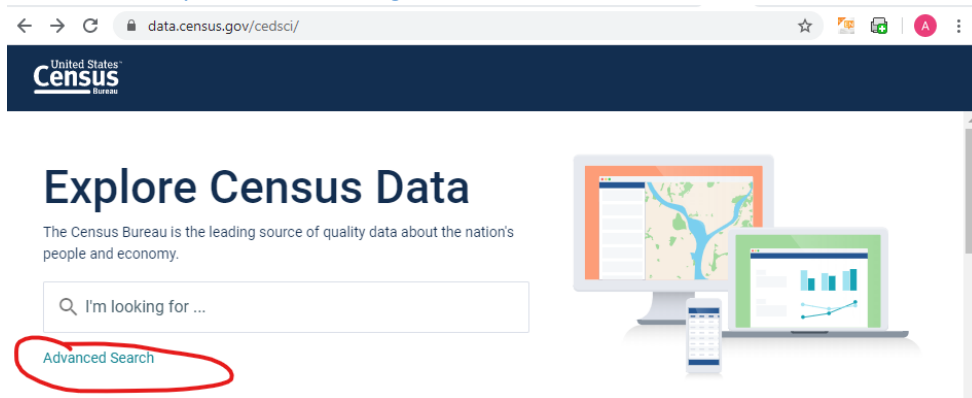 data.census.gov/cedsci/
A
United States™
Census
Bureau
Explore Census Data
The Census Bureau is the leading source of quality data about the nation's
people and economy.
I'm looking for ...
Advanced Search